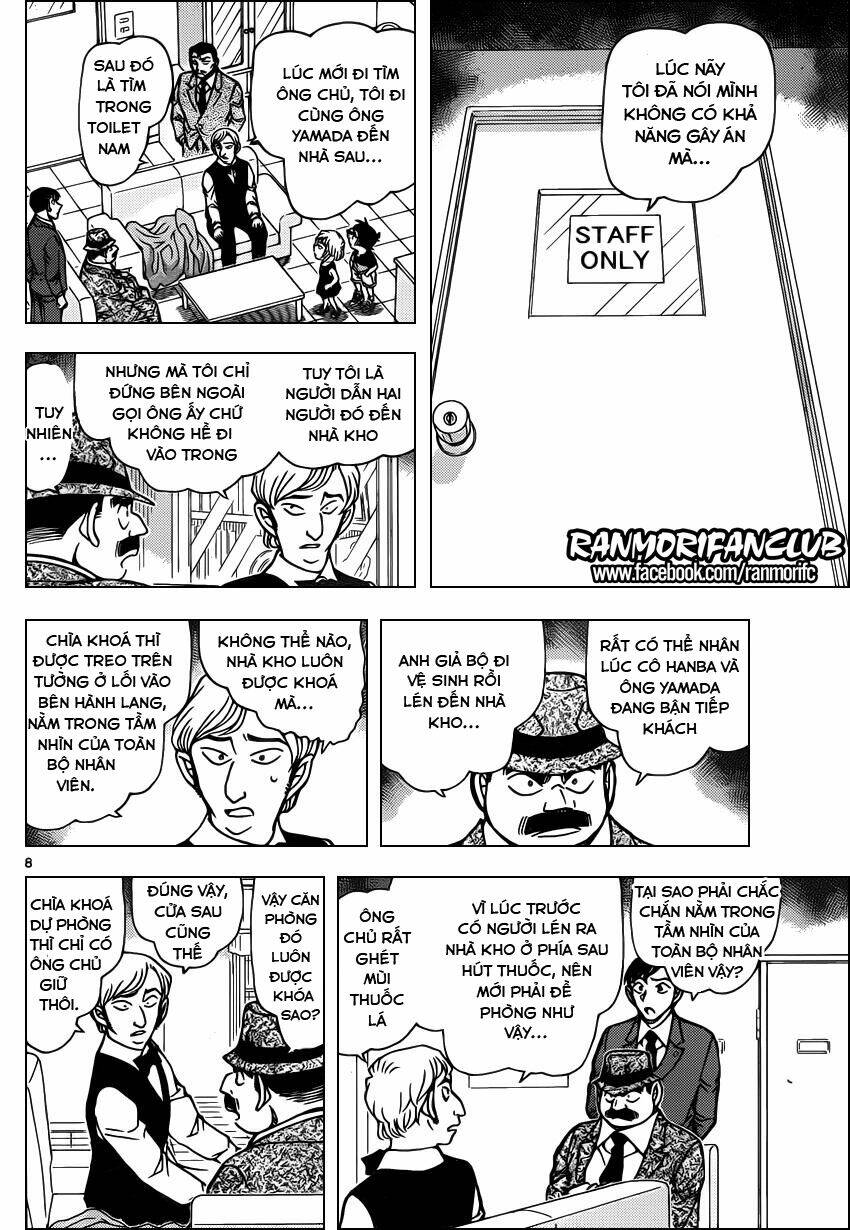 LÚC NÃY
TÔI ĐÃ NÓI MÌNH
KHÔNG CÓ KHẢ
NĂNG GÂY ÁN
MÀ...
STAFF
ONLY
LÚC MỚI ĐI TÌM
ÔNG CHỦ, TÔI ĐI
CÙNG ÔNG
YAMADA ĐẾN
NHÀ SAU...
SAU ĐÓ
LÀ TÌM
TRONG
TOILET
NAM
TUY TÔI LÀ
NGƯỜI DẪN HAI
NGƯỜI ĐÓ ĐẾN
NHÀ KHO
NHƯNG MÀ TÔI CHỈ
ĐỨNG BÊN NGOÀI
GỌI ÔNG ẤY CHỨ
KHÔNG HỀ ĐI
VÀO TRONG
TUY
NHIÊN
...
RANMORIFANCLUB
www.facebook.com/ranmorifc
RẤT CÓ THỂ NHÂN
LÚC CÔ HANBA VÀ
ÔNG YAMADA
ĐANG BẬN TIẾP
KHÁCH
ANH GIẢ BỘ ĐI
VỆ SINH RỒI
LÉN ĐẾN NHÀ
KHO...
KHÔNG THỂ NÀO,
NHÀ KHO LUÔN
ĐƯỢC KHOÁ
MÀ...
CHÌA KHOÁ THÌ
ĐƯỢC TREO TRÊN
TƯỜNG Ở LỐI VÀO
BÊN HÀNH LANG,
NẰM TRONG TẦM
NHÌN CỦA TOÀN
BỘ NHÂN
VIÊN.
8
TẠI SAO PHẢI CHẮC
CHẮN NẰM TRONG
TẦM NHÌN CỦA
TOÀN BỘ NHÂN
VIÊN VẬY?
VÌ LÚC TRƯỚC
CÓ NGƯỜI LÉN RA
NHÀ KHO Ở PHÍA SAU
HÚT THUỐC, NÊN
MỚI PHẢI ĐỀ
PHÒNG NHƯ
VẬY...
ÔNG
CHỦ RẤT
GHÉT
MÙI
THUỐC
LÁ
VẬY CĂN
PHÒNG
ĐÓ
LUÔN
ĐƯỢC
KHÓA
SAO?
ĐÚNG VẬY,
CỬA SAU
CŨNG
THẾ
CHÌA KHOÁ
DỰ PHÒNG
THÌ CHỈ CÓ
ÔNG CHỦ
GIỮ
THÔI.